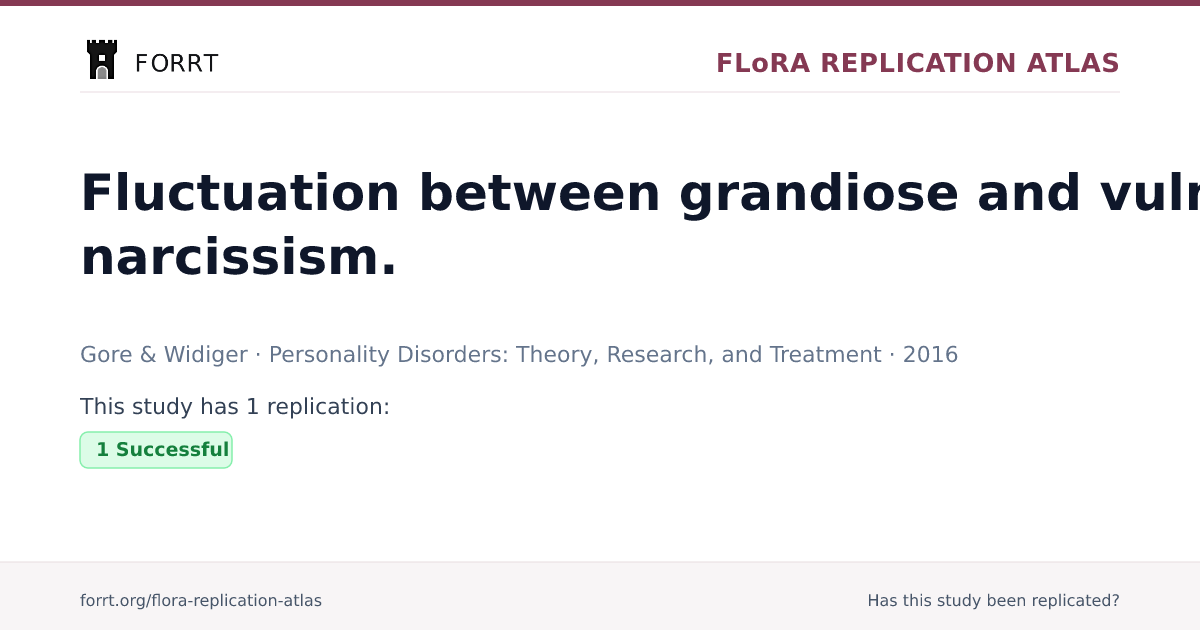 FORRT
FLoRA REPLICATION ATLAS
Fluctuation between grandiose and vuln
narcissism.
Gore & Widiger · Personality Disorders: Theory, Research, and Treatment · 2016
This study has 1 replication:
1 Successful
forrt.org/flora-replication-atlas
Has this study been replicated?